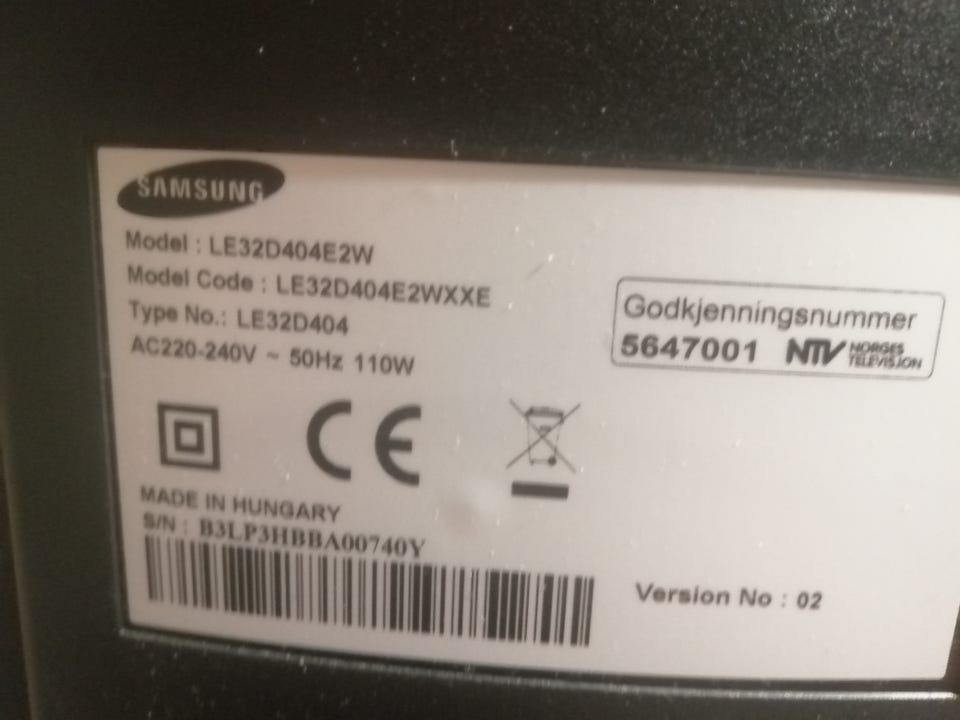 SAMSUNG
Model : LE32D404E2W
Model Code : LE32D404E2WXXE
Type No.: LE32D404
AC220-240V ~ 50Hz 110W
Godkjenningsnummer
5647001 NTV NORGES
TELEVISJON
CE
MADE IN HUNGARY
S/N : B3LP3HBBA00740Y
Version No : 02